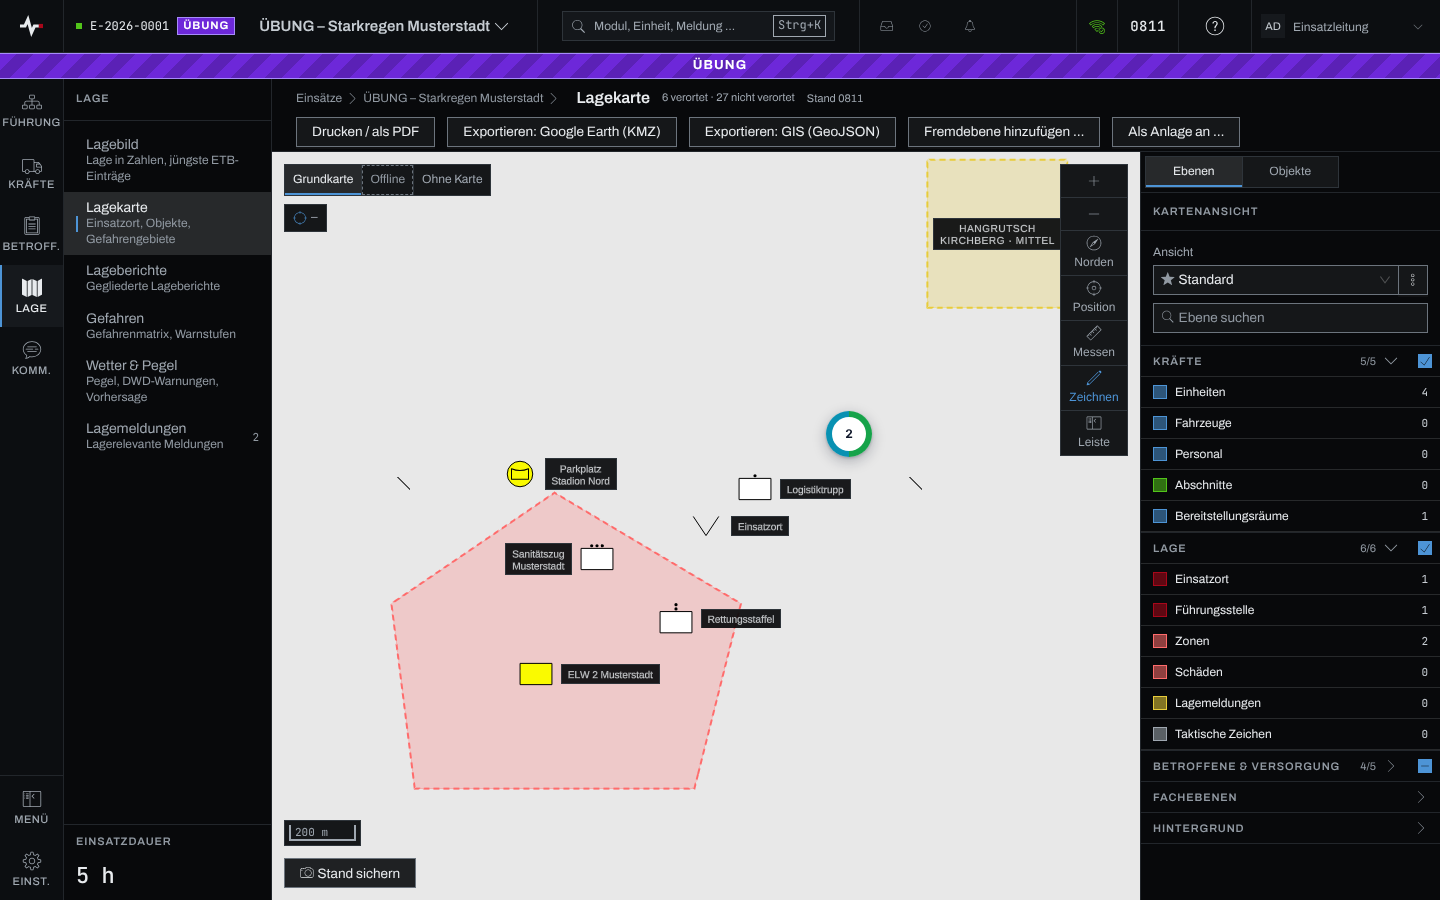 E-2026-0001 ÜBUNG
ÜBUNG – Starkregen Musterstadt
Modul, Einheit, Meldung ... Strg+K
0811
?
AD Einsatzleitung
ÜBUNG
FÜHRUNG
KRÄFTE
BETROFF.
LAGE
KOMM.
MENÜ
EINST.
LAGE
Lagebild
Lage in Zahlen, jüngste ETB-
Einträge
Lagekarte
Einsatzort, Objekte,
Gefahrengebiete
Lageberichte
Gegliederte Lageberichte
Gefahren
Gefahrenmatrix, Warnstufen
Wetter & Pegel
Pegel, DWD-Warnungen,
Vorhersage
Lagemeldungen
Lagerelevante Meldungen 2
EINSATZDAUER
5 h
Einsätze ÜBUNG – Starkregen Musterstadt Lagekarte 6 verortet · 27 nicht verortet Stand 0811
Drucken / als PDF
Exportieren: Google Earth (KMZ)
Exportieren: GIS (GeoJSON)
Fremdebene hinzufügen ...
Als Anlage an ...
Grundkarte Offline Ohne Karte
–
HANGRUTSCH
KIRCHBERG · MITTEL
+
−
Norden
Position
Messen
Zeichnen
Leiste
2
Parkplatz
Stadion Nord
Logistiktrupp
Einsatzort
Sanitätszug
Musterstadt
Rettungsstaffel
ELW 2 Musterstadt
200 m
Stand sichern
Ebenen Objekte
KARTENANSICHT
Ansicht
Standard
Ebene suchen
KRÄFTE 5/5
Einheiten 4
Fahrzeuge 0
Personal 0
Abschnitte 0
Bereitstellungsräume 1
LAGE 6/6
Einsatzort 1
Führungsstelle 1
Zonen 2
Schäden 0
Lagemeldungen 0
Taktische Zeichen 0
BETROFFENE & VERSORGUNG 4/5
FACHEBENEN
HINTERGRUND